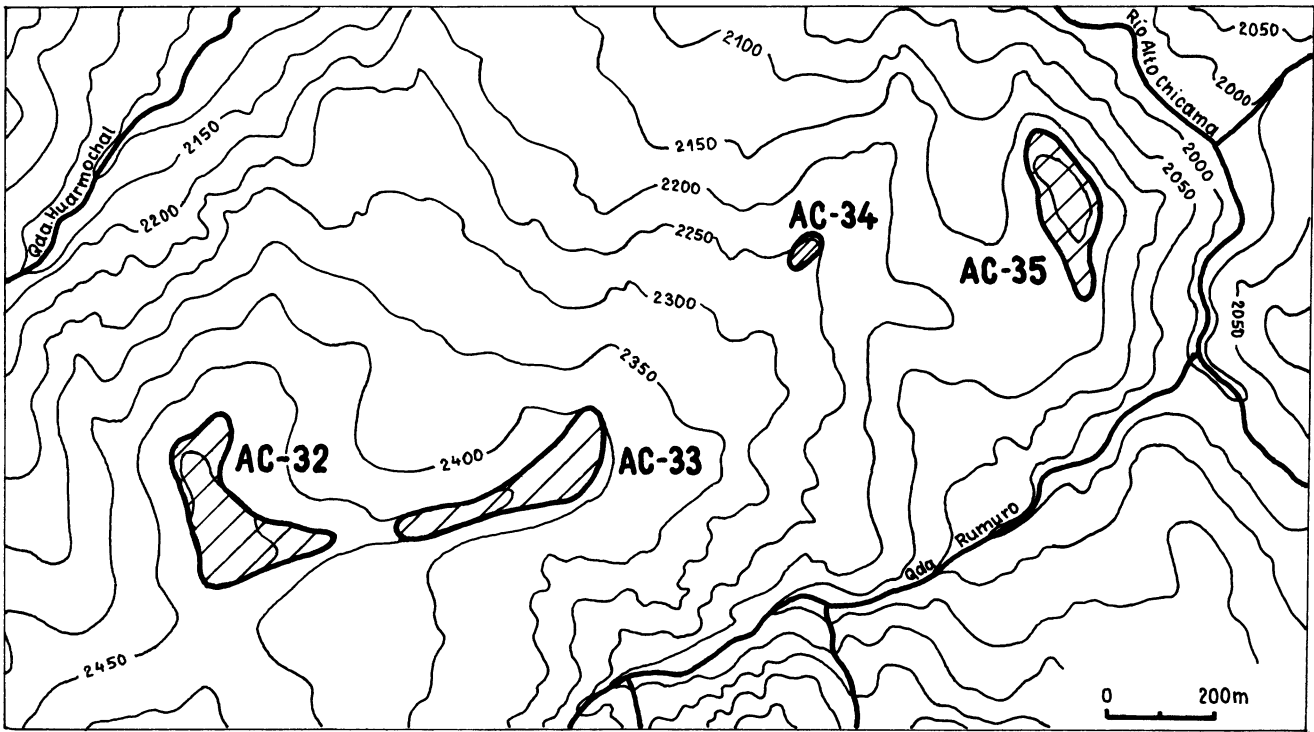 2100
Río Alto Chicama
2050
2000
Qda. Huarmochal
2150
2150
2000
2050
2200
2200
AC-34
2250
AC-35
2300
2050
2350
AC-32
2400
AC-33
Qda Rumuro
2450
0 200m